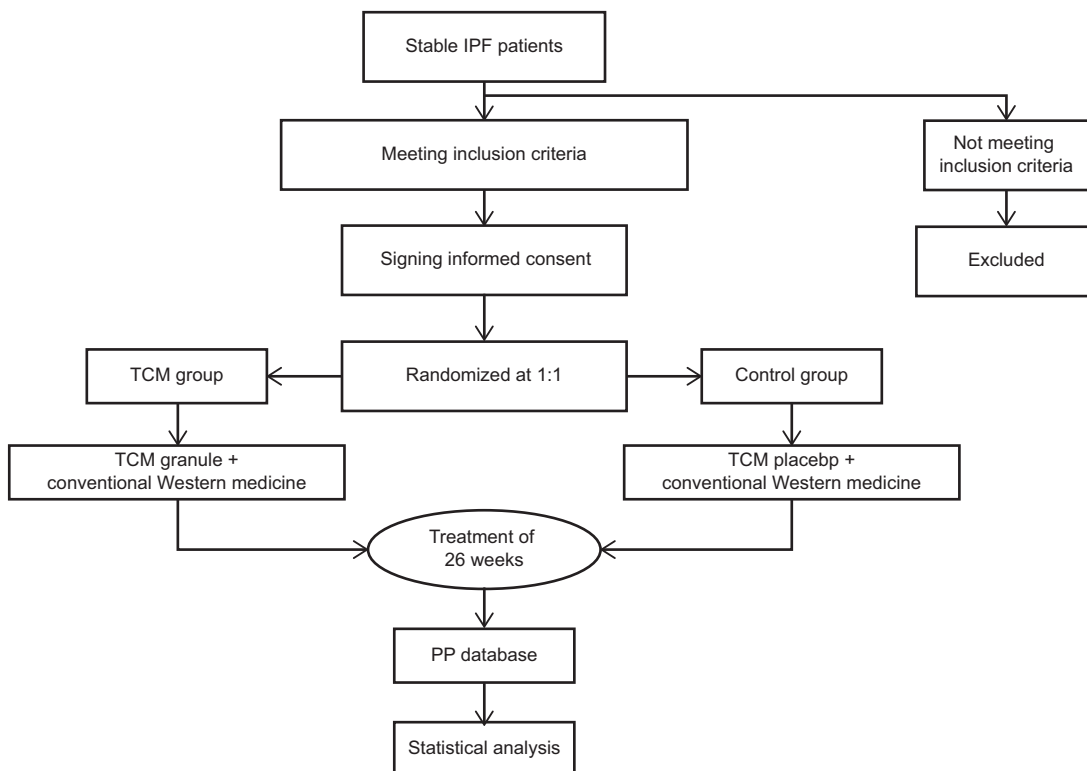 Stable IPF patients
Meeting inclusion criteria
Not meeting
inclusion criteria
Signing informed consent
Excluded
TCM group
Randomized at 1:1
Control group
TCM granule +
conventional Western medicine
TCM placebp +
conventional Western medicine
Treatment of
26 weeks
PP database
Statistical analysis